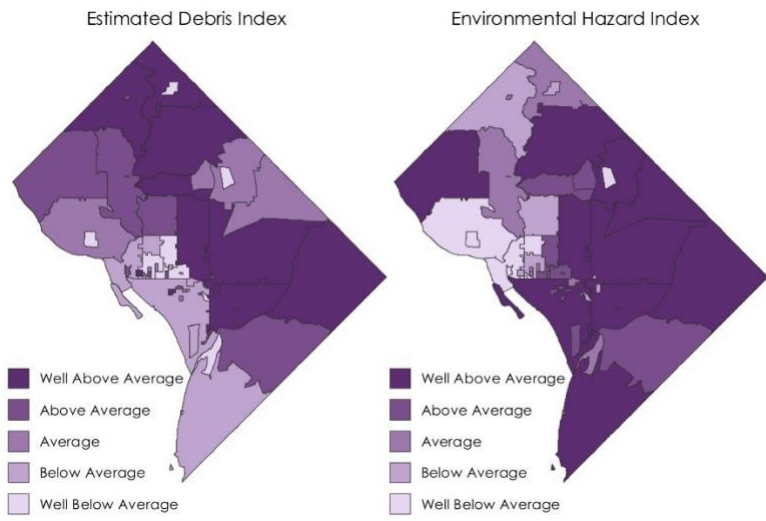 Estimated Debris Index
Environmental Hazard Index
Well Above Average
Above Average
Average
Below Average
Well Below Average
Well Above Average
Above Average
Average
Below Average
Well Below Average